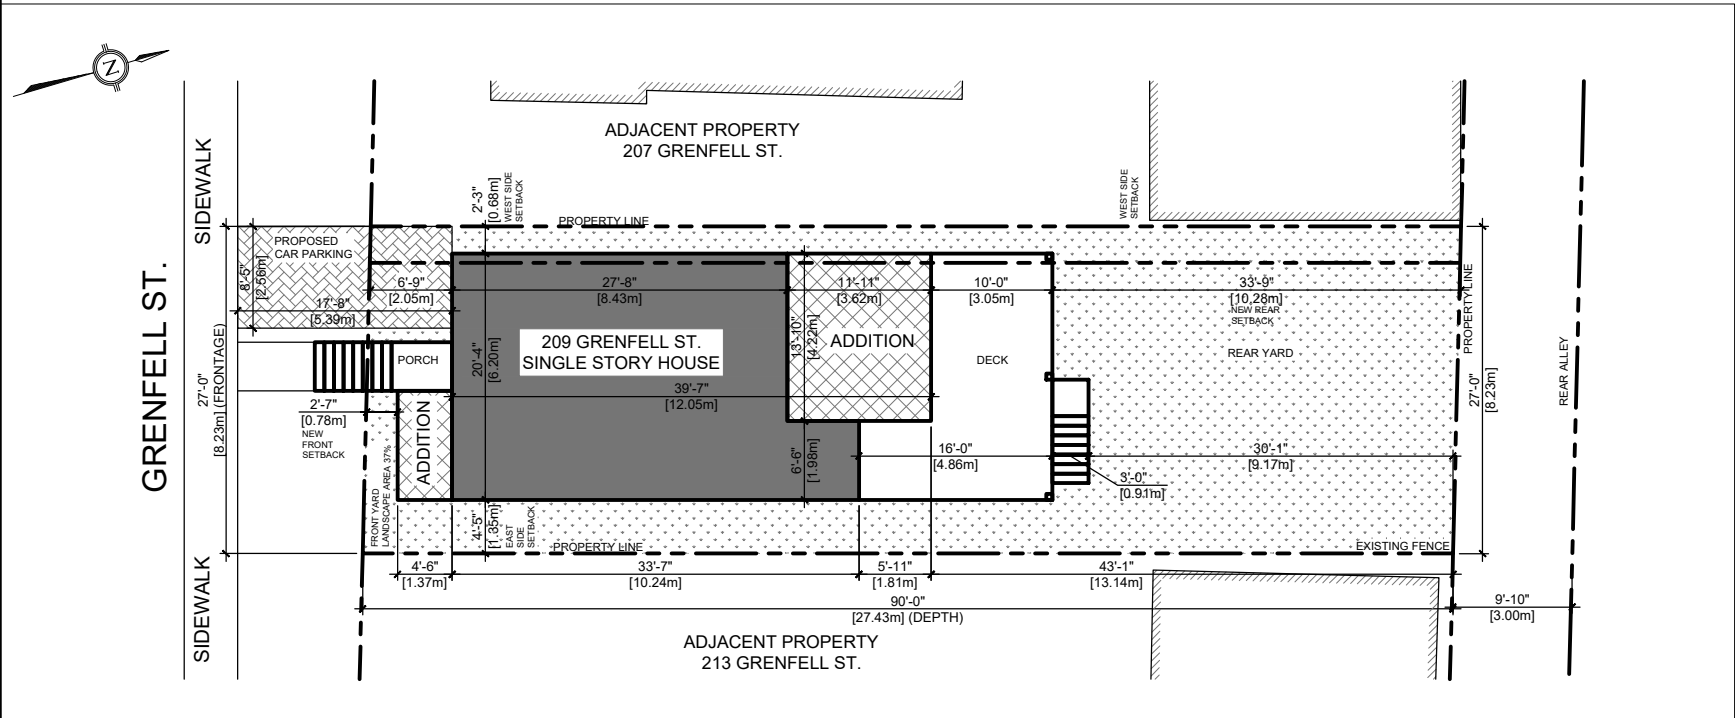 N
ADJACENT PROPERTY
207 GRENFELL ST.
SIDEWALK
2'-3"
[0.68m]
WEST SIDE
SETBACK
WEST SIDE
SETBACK
PROPERTY LINE
PROPOSED
CAR PARKING
8'-5"
[2.56m]
6'-9"
[2.05m]
27'-8"
[8.43m]
11'-11"
[3.62m]
10'-0"
[3.05m]
33'-9"
[10.28m]
NEW REAR
SETBACK
17'-8"
[5.39m]
GRENFELL ST.
27'-0"
[8.23m] (FRONTAGE)
PORCH
20'-4"
[6.20m]
209 GRENFELL ST.
SINGLE STORY HOUSE
13'-10"
[4.22m]
ADDITION
DECK
REAR YARD
PROPERTY LINE
27'-0"
[8.23m]
REAR ALLEY
39'-7"
[12.05m]
2'-7"
[0.78m]
NEW
FRONT
SETBACK
ADDITION
6'-6"
[1.98m]
16'-0"
[4.86m]
30'-1"
[9.17m]
3'-0"
[0.91m]
FRONT YARD
LANDSCAPE AREA 37%
4'-5"
[1.35m]
EAST
SIDE
SETBACK
PROPERTY LINE
EXISTING FENCE
SIDEWALK
4'-6"
[1.37m]
33'-7"
[10.24m]
5'-11"
[1.81m]
43'-1"
[13.14m]
90'-0"
[27.43m] (DEPTH)
9'-10"
[3.00m]
ADJACENT PROPERTY
213 GRENFELL ST.